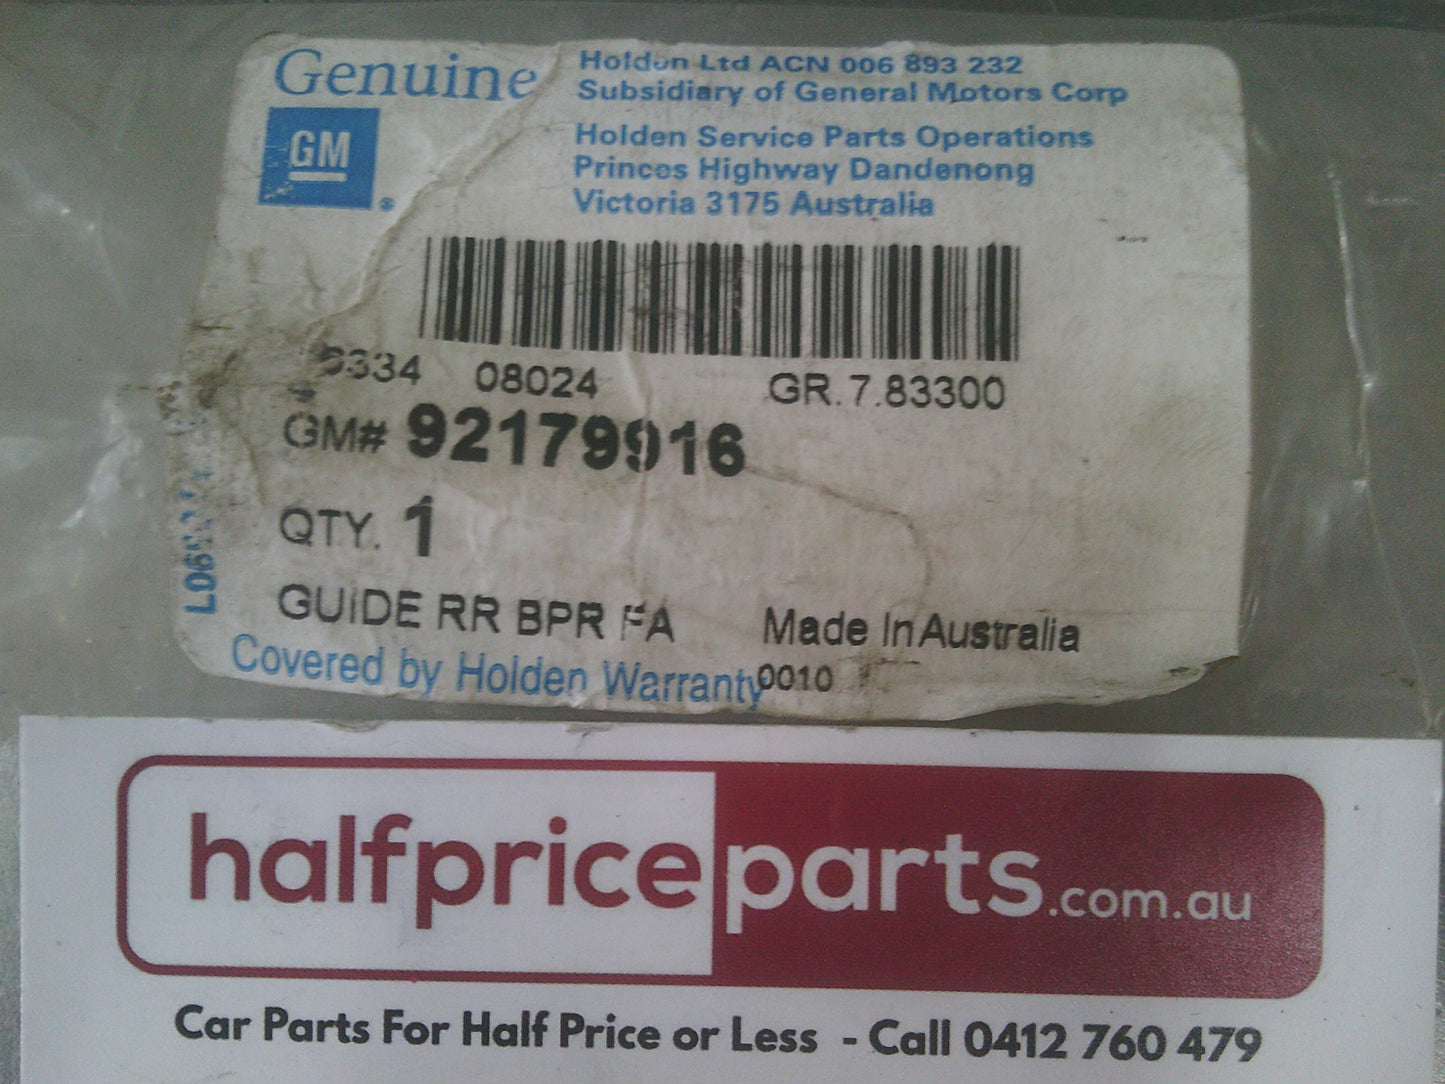 Genuine
GM
®
Holden Ltd ACN 006 893 232
Subsidiary of General Motors Corp
Holden Service Parts Operations
Princes Highway Dandenong
Victoria 3175 Australia
08024 GR.7.83300
GM# 92179916
QTY. 1
GUIDE RR BPR FA Made In Australia
Covered by Holden Warranty 0010
halfpriceparts.com.au
Car Parts For Half Price or Less - Call 0412 760 479